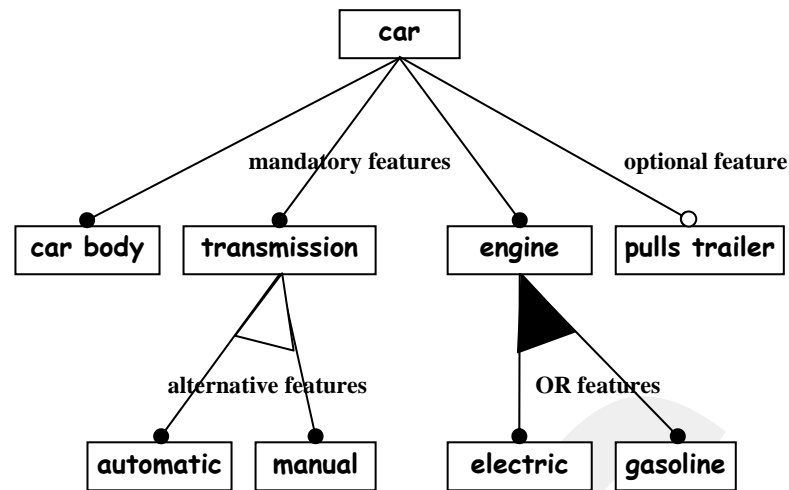 car
mandatory features
optional feature
car body
transmission
engine
pulls trailer
alternative features
OR features
automatic
manual
electric
gasoline